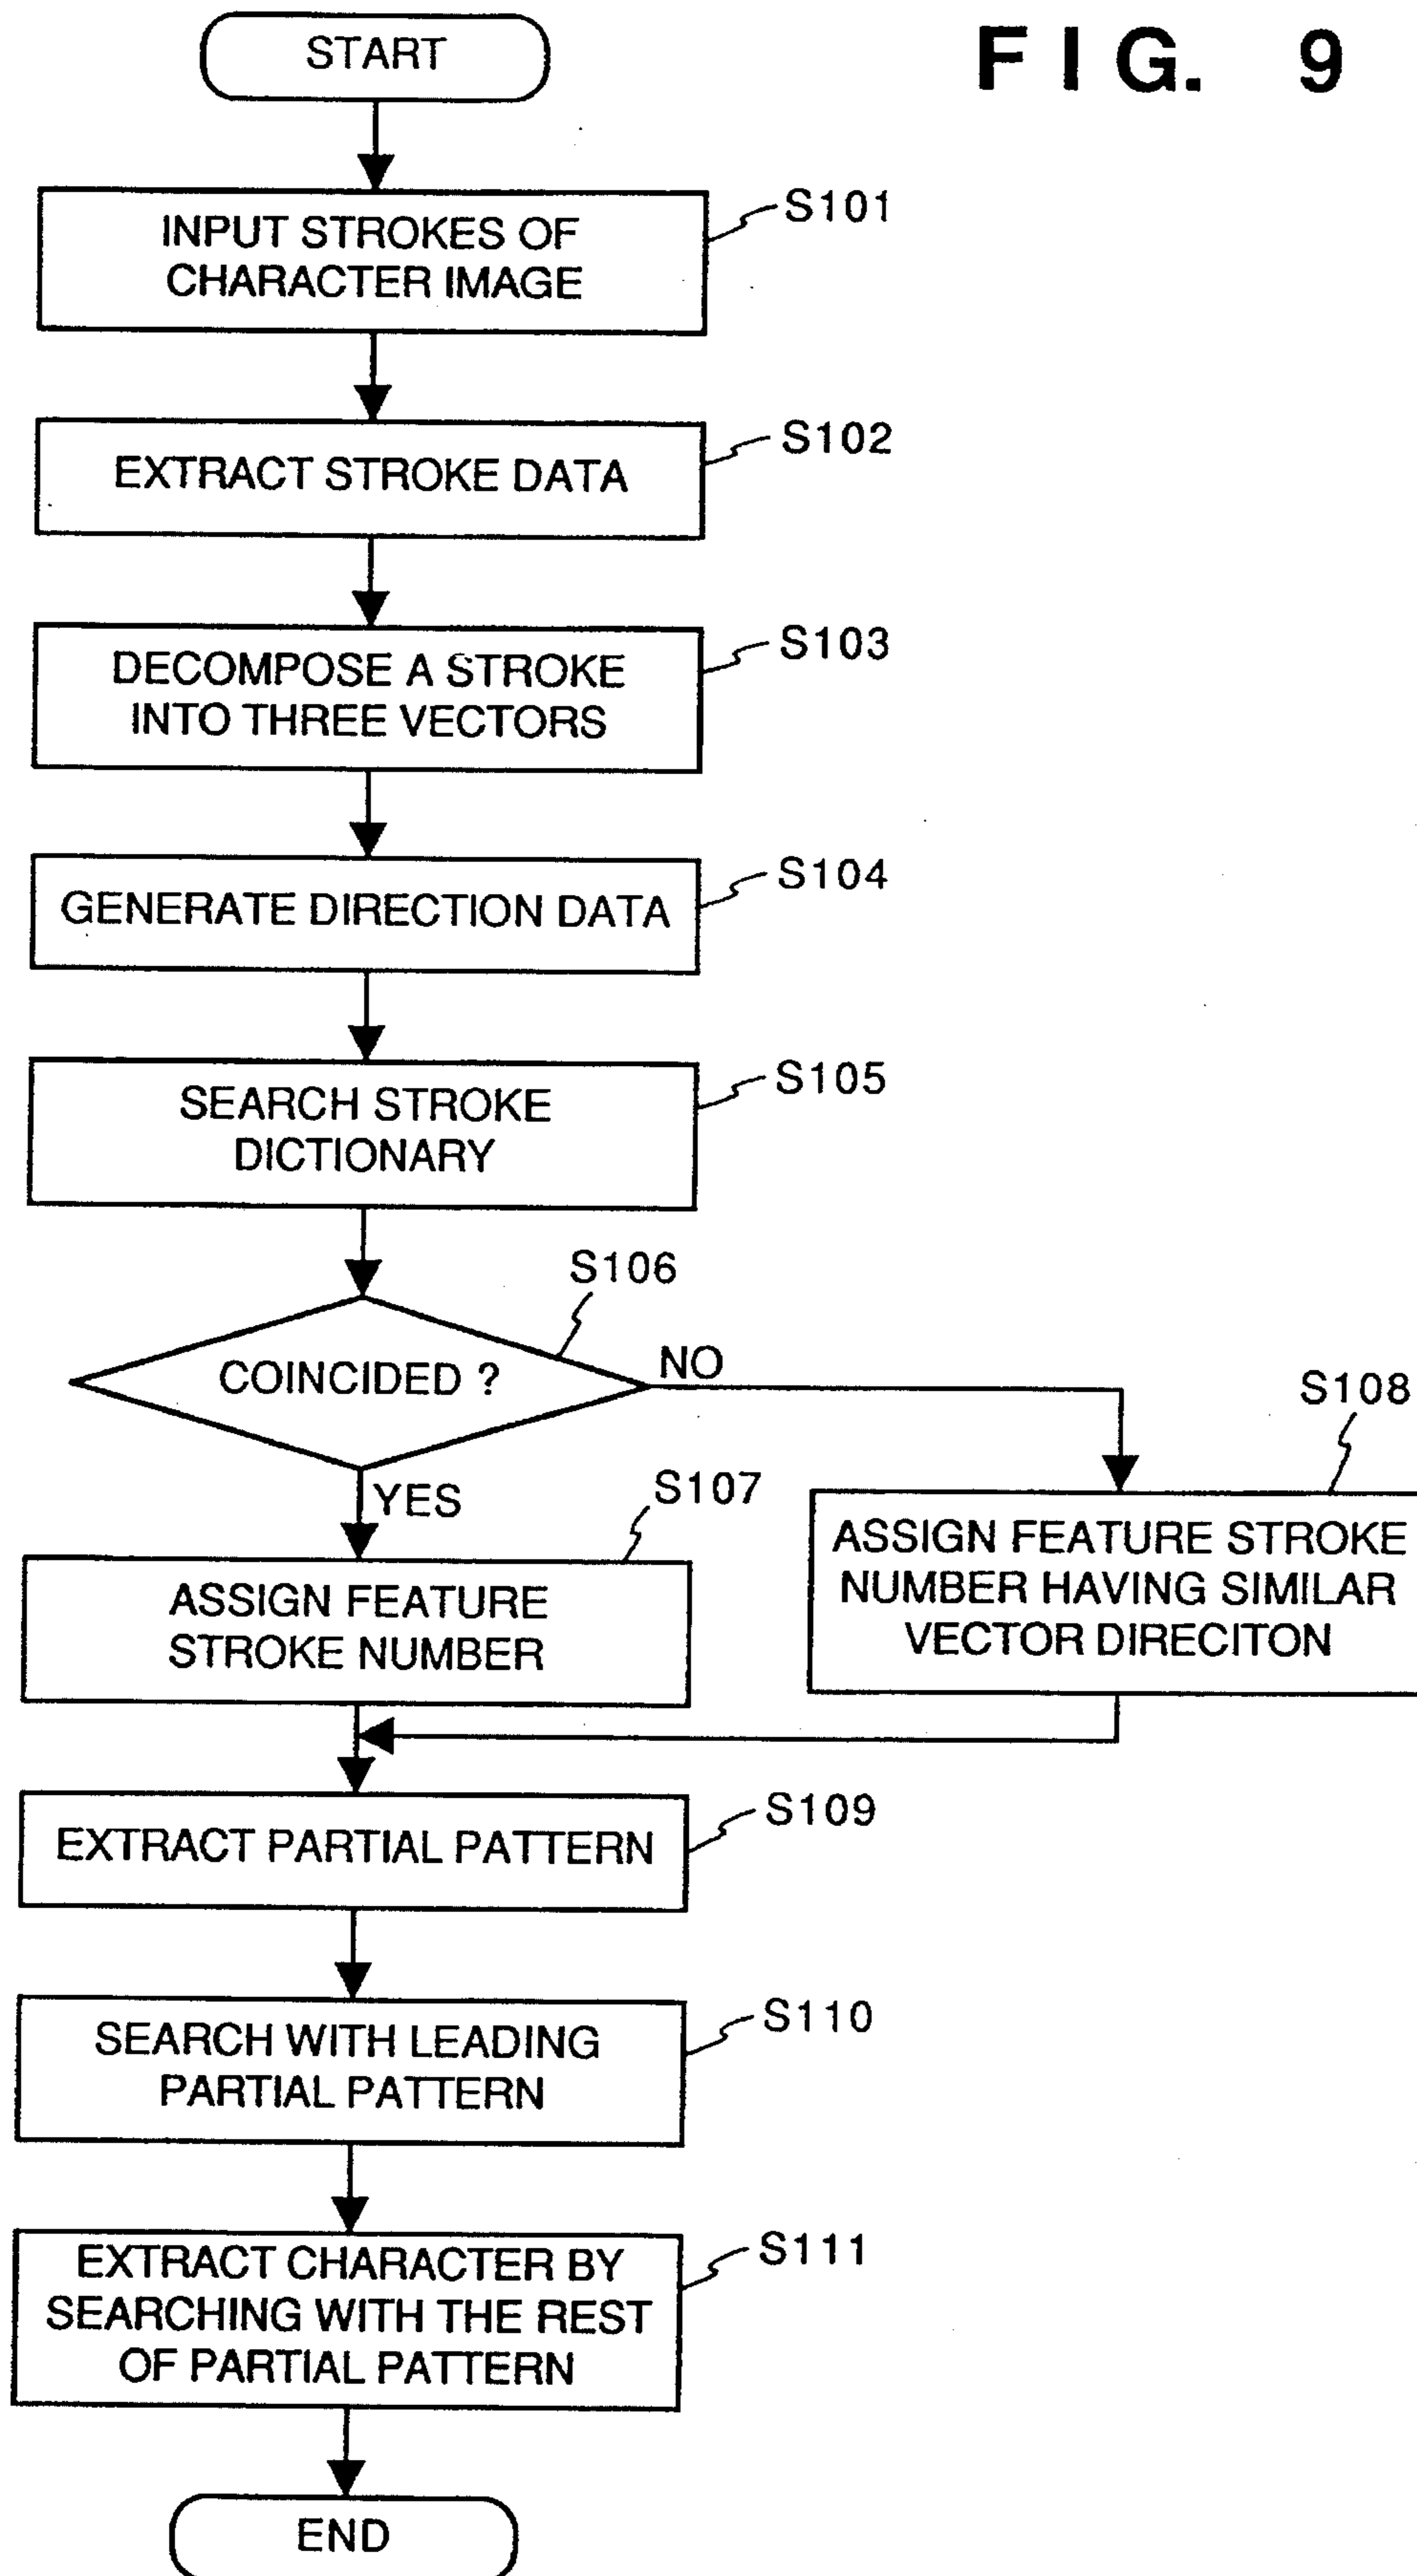 START
FIG. 9
INPUT STROKES OF
CHARACTER IMAGE
S101
EXTRACT STROKE DATA
S102
DECOMPOSE A STROKE
INTO THREE VECTORS
S103
GENERATE DIRECTION DATA
S104
SEARCH STROKE
DICTIONARY
S105
COINCIDED ?
S106
NO
YES
ASSIGN FEATURE
STROKE NUMBER
S107
ASSIGN FEATURE STROKE
NUMBER HAVING SIMILAR
VECTOR DIRECITON
S108
EXTRACT PARTIAL PATTERN
S109
SEARCH WITH LEADING
PARTIAL PATTERN
S110
EXTRACT CHARACTER BY
SEARCHING WITH THE REST
OF PARTIAL PATTERN
S111
END